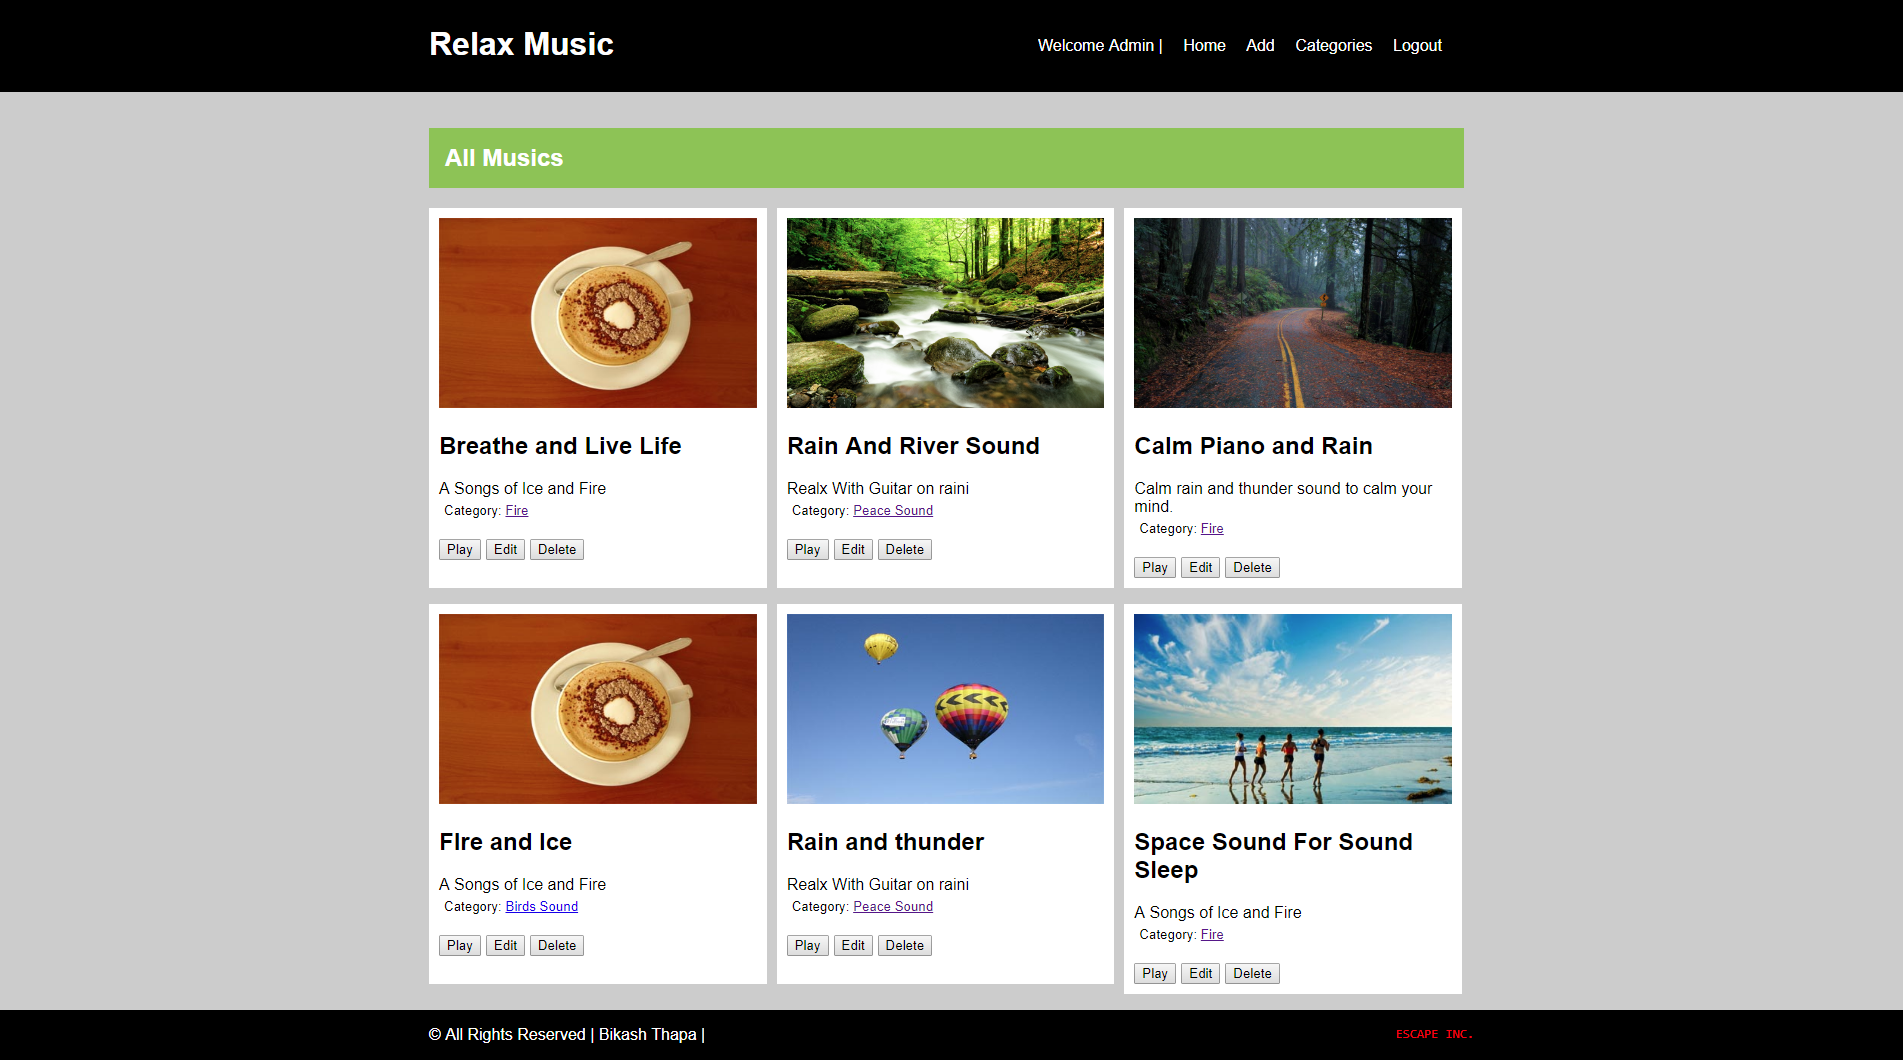 Relax Music
Welcome Admin | Home Add Categories Logout
All Musics
Breathe and Live Life
A Songs of Ice and Fire
Category: Fire
Play Edit Delete
Rain And River Sound
Realx With Guitar on raini
Category: Peace Sound
Play Edit Delete
Calm Piano and Rain
Calm rain and thunder sound to calm your
mind.
Category: Fire
Play Edit Delete
FIre and Ice
A Songs of Ice and Fire
Category: Birds Sound
Play Edit Delete
Rain and thunder
Realx With Guitar on raini
Category: Peace Sound
Play Edit Delete
Space Sound For Sound
Sleep
A Songs of Ice and Fire
Category: Fire
Play Edit Delete
© All Rights Reserved | Bikash Thapa |
ESCAPE INC.